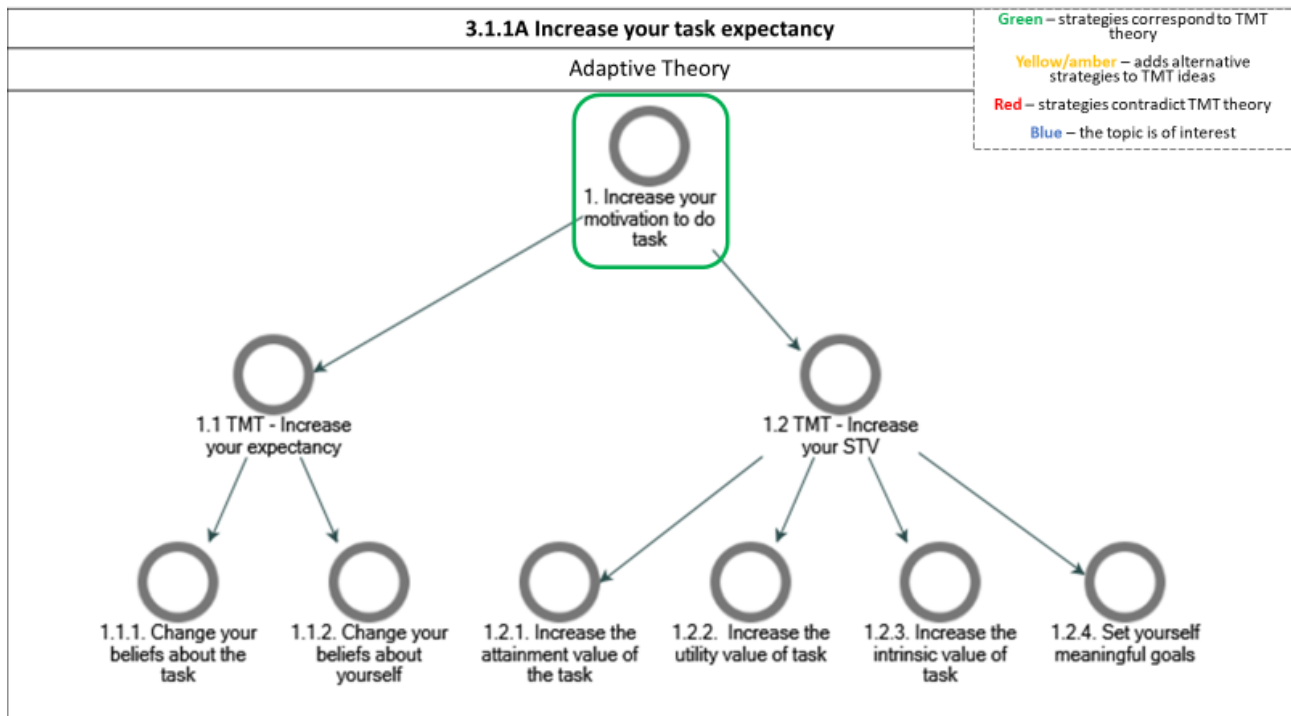 3.1.1A Increase your task expectancy
Adaptive Theory
Green – strategies correspond to TMT
theory
Yellow/amber – adds alternative
strategies to TMT ideas
Red – strategies contradict TMT theory
Blue – the topic is of interest
1. Increase your
motivation to do
task
1.1 TMT - Increase
your expectancy
1.2 TMT - Increase
your STV
1.1.1. Change your
beliefs about the
task
1.1.2. Change your
beliefs about
yourself
1.2.1. Increase the
attainment value of
the task
1.2.2. Increase the
utility value of task
1.2.3. Increase the
intrinsic value of
task
1.2.4. Set yourself
meaningful goals